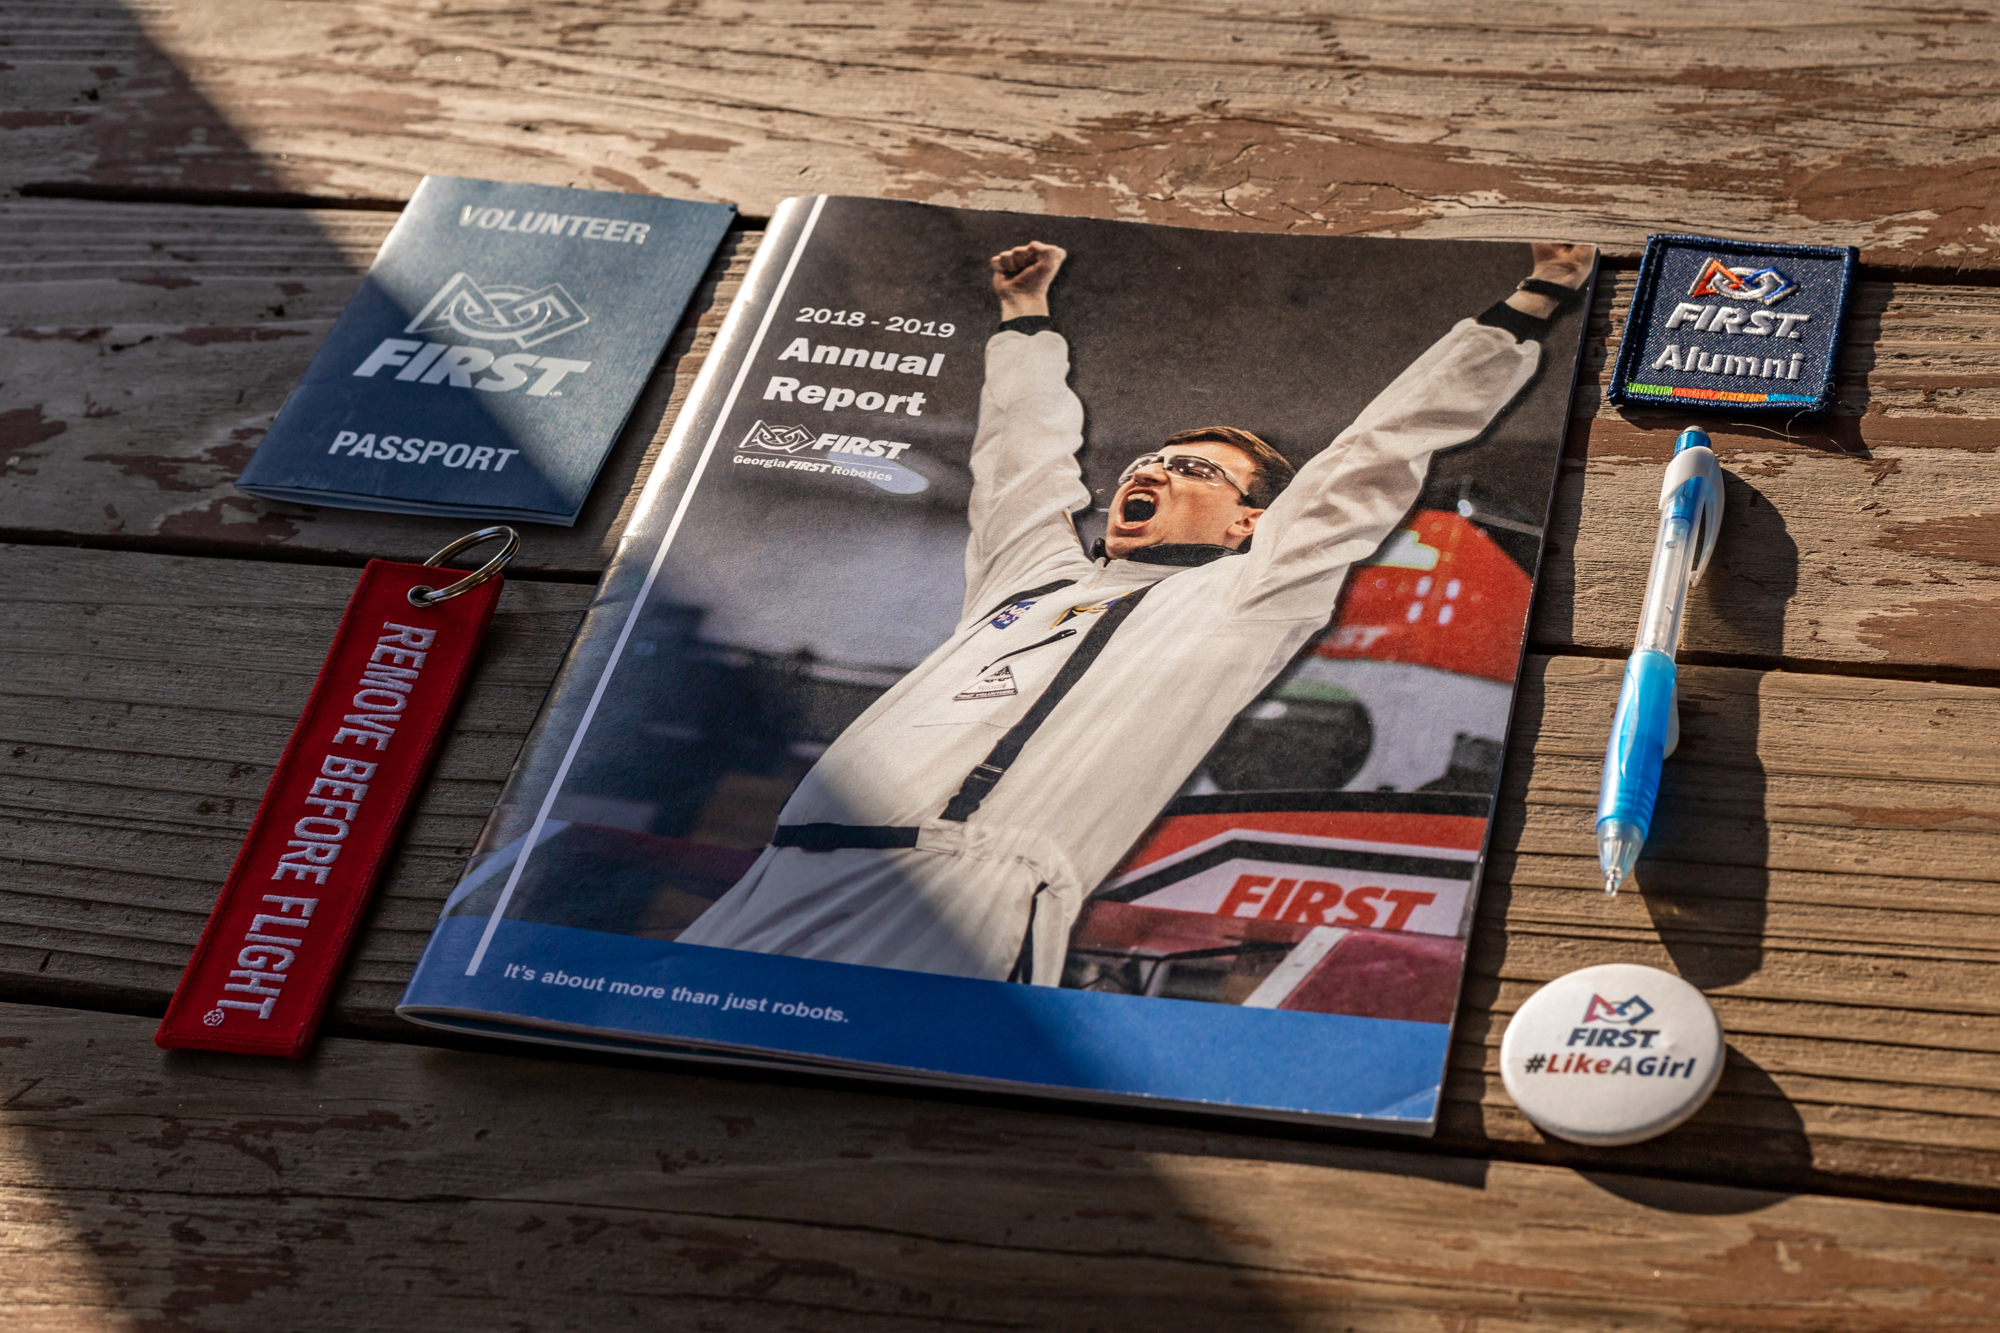 VOLUNTEER
FIRST
PASSPORT
REMOVE BEFORE FLIGHT
2018 - 2019
Annual
Report
FIRST
GeorgiaFIRST Robotics
FIRST
It's about more than just robots.
FIRST
Alumni
FIRST
#LikeAGirl